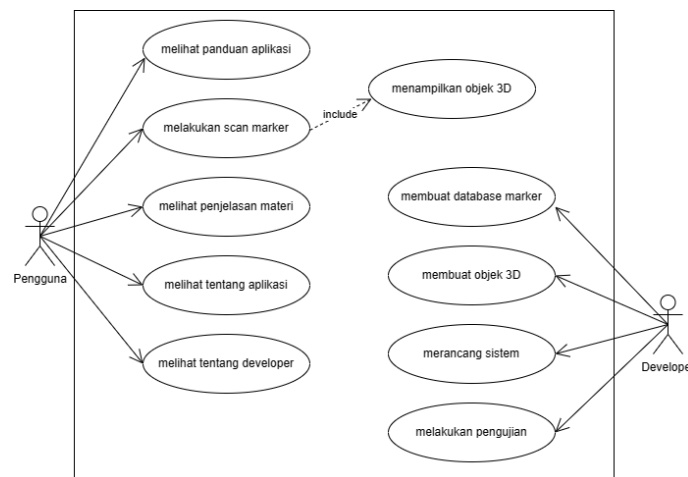 melihat panduan aplikasi
menampilkan objek 3D
include
melakukan scan marker
membuat database marker
melihat penjelasan materi
Pengguna
membuat objek 3D
melihat tentang aplikasi
merancang sistem
Develope
melihat tentang developer
melakukan pengujian